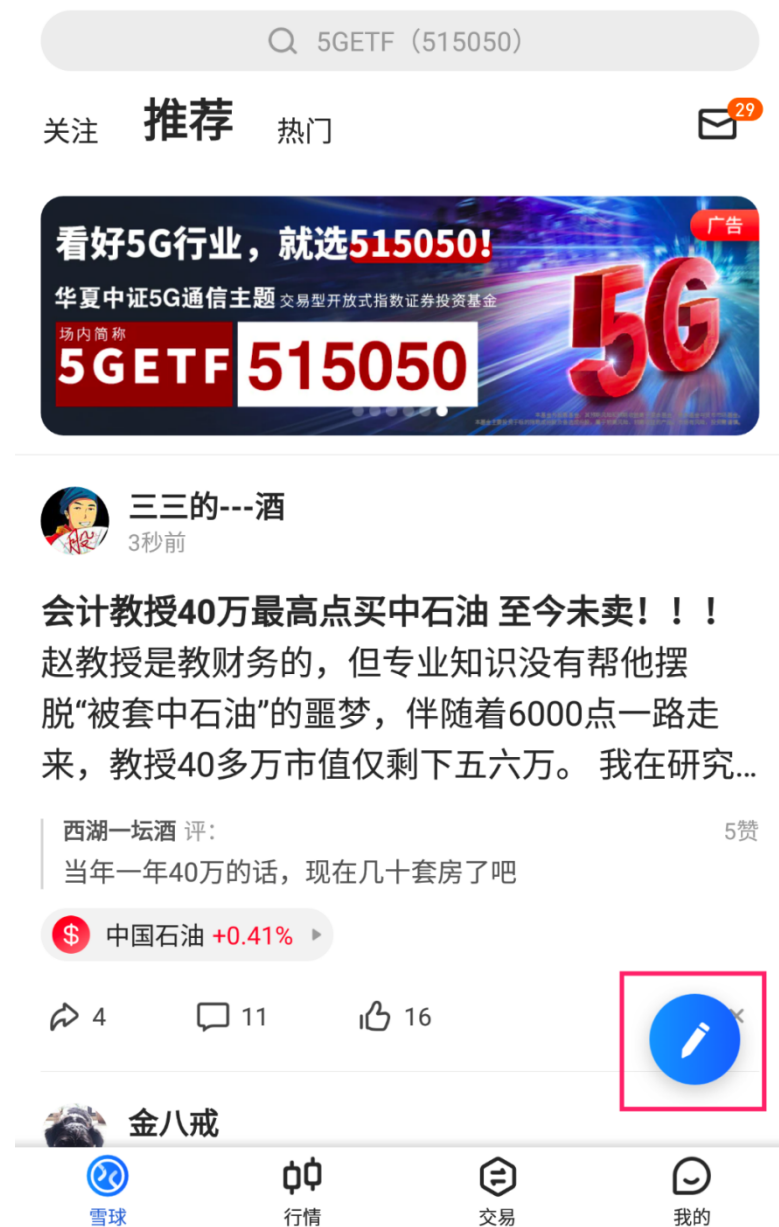 5GETF（515050）
关注
推荐
热门
29
看好5G行业，就选515050!
广告
华夏中证5G通信主题 交易型开放式指数证券投资基金
场内简称
5GETF 515050
5G
三三的---酒
3秒前
会计教授40万最高点买中石油 至今未卖！！！
赵教授是教财务的，但专业知识没有帮他摆
脱“被套中石油”的噩梦，伴随着6000点一路走
来，教授40多万市值仅剩下五六万。 我在研究...
西湖一坛酒 评：
5赞
当年一年40万的话，现在几十套房了吧
$ 中国石油 +0.41%
4 11 16
金八戒
雪球 行情 交易 我的